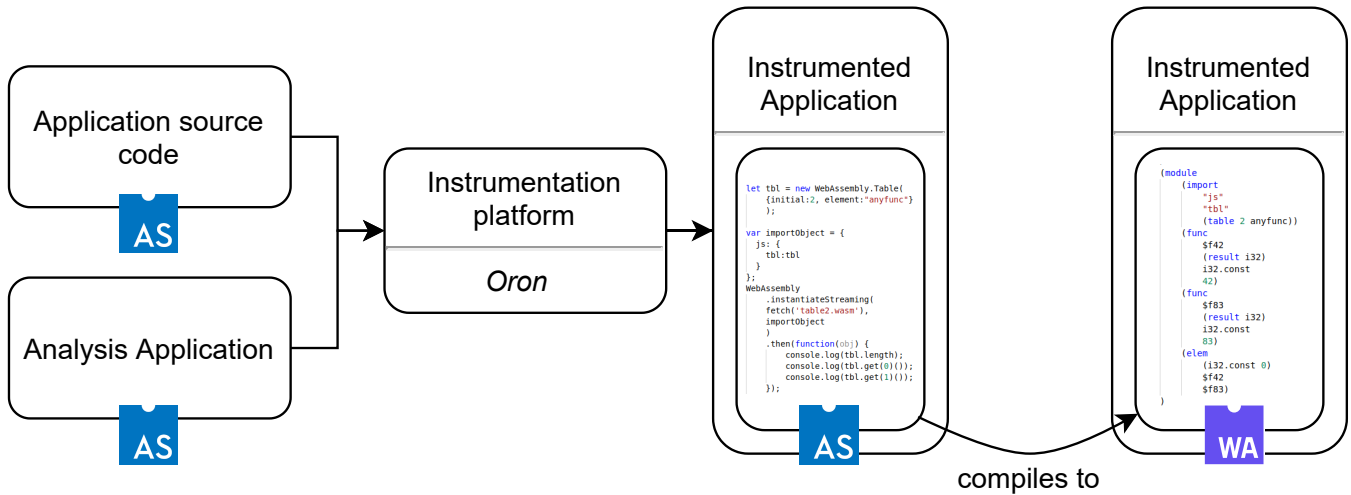 Application source
code
AS
Analysis Application
AS
Instrumentation
platform
Oron
Instrumented
Application
let tbl = new WebAssembly.Table(
{initial:2, element:"anyfunc"}
);
var importObject = {
js: {
tbl:tbl
}
};
WebAssembly
.instantiateStreaming(
fetch('table2.wasm'),
importObject
)
.then(function(obj) {
console.log(tbl.length);
console.log(tbl.get(0)());
console.log(tbl.get(1)());
});
AS
compiles to
Instrumented
Application
(module
(import
"js"
"tbl"
(table 2 anyfunc))
(func
$f42
(result i32)
i32.const
42)
(func
$f83
(result i32)
i32.const
83)
(elem
(i32.const 0)
$f42
$f83)
)
WA